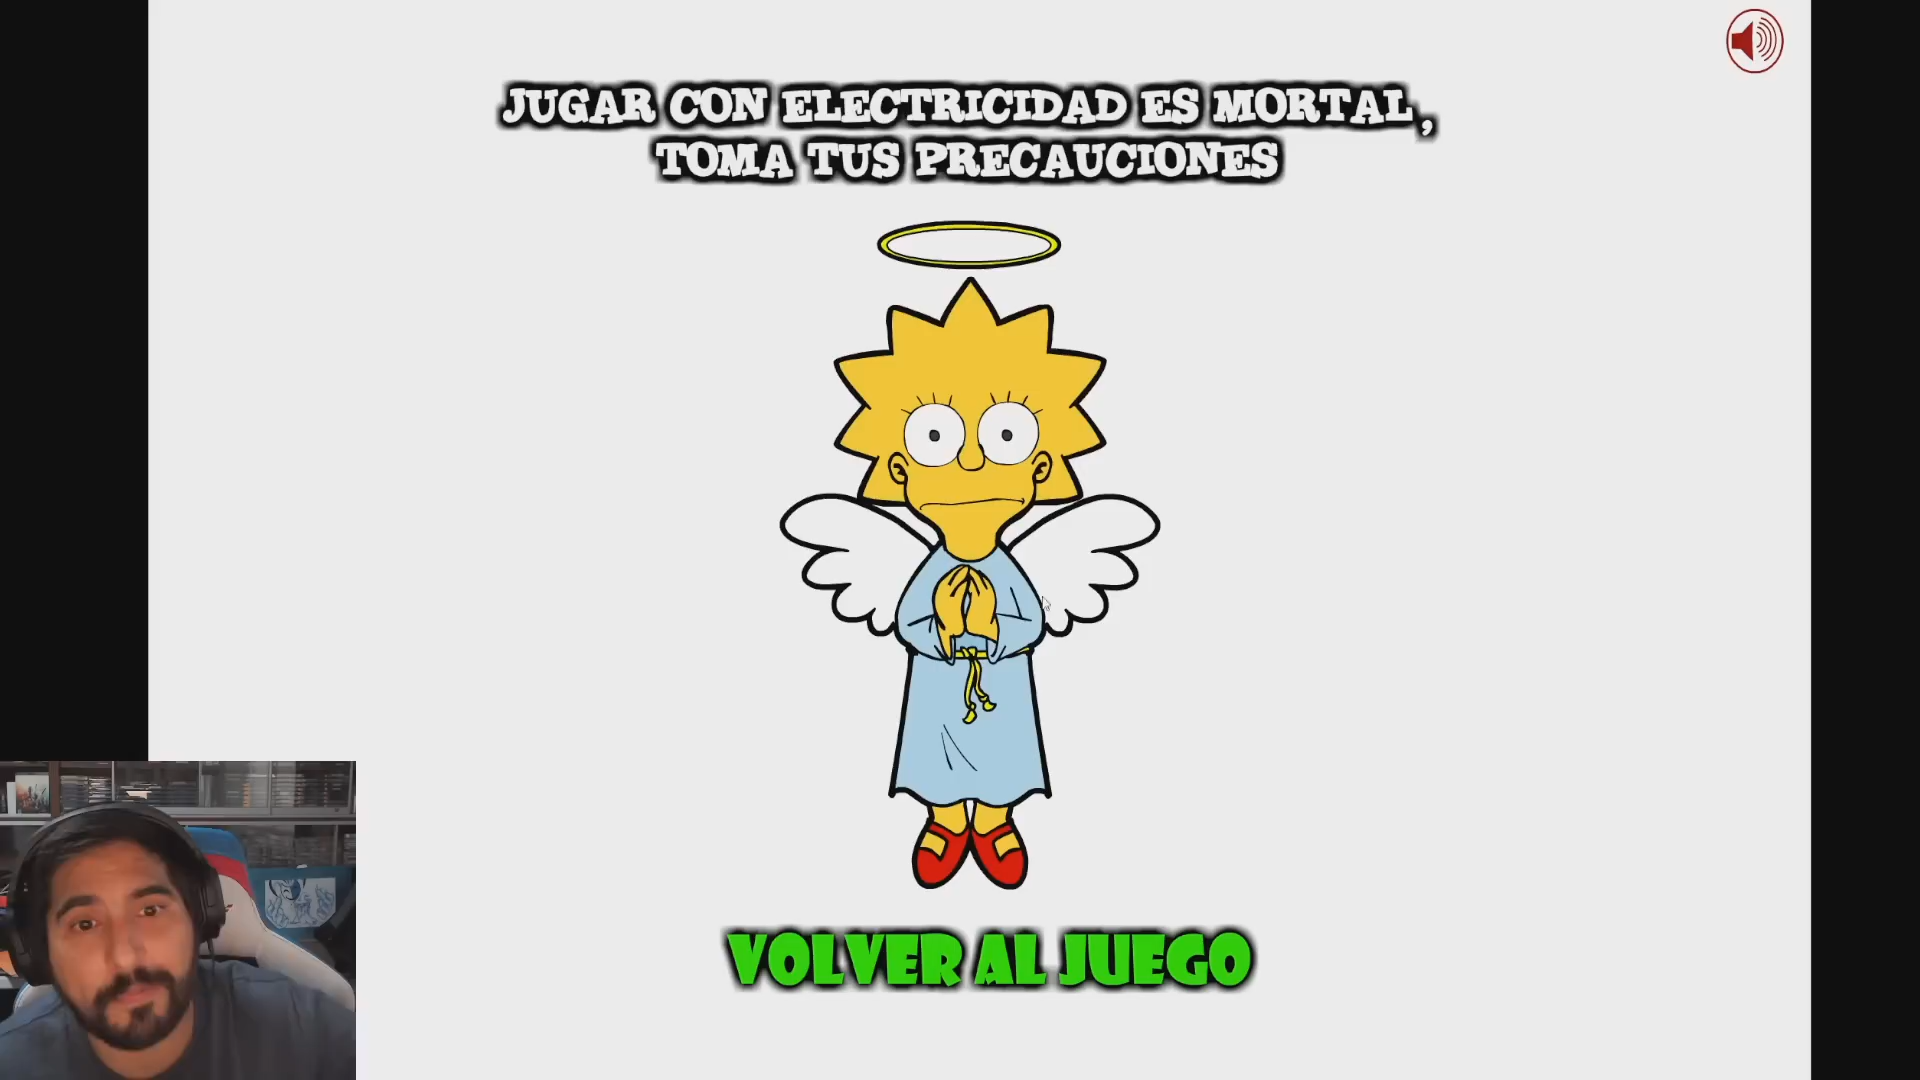 JUGAR CON ELECTRICIDAD ES MORTAL,
TOMA TUS PRECAUCIONES
VOLVER AL JUEGO